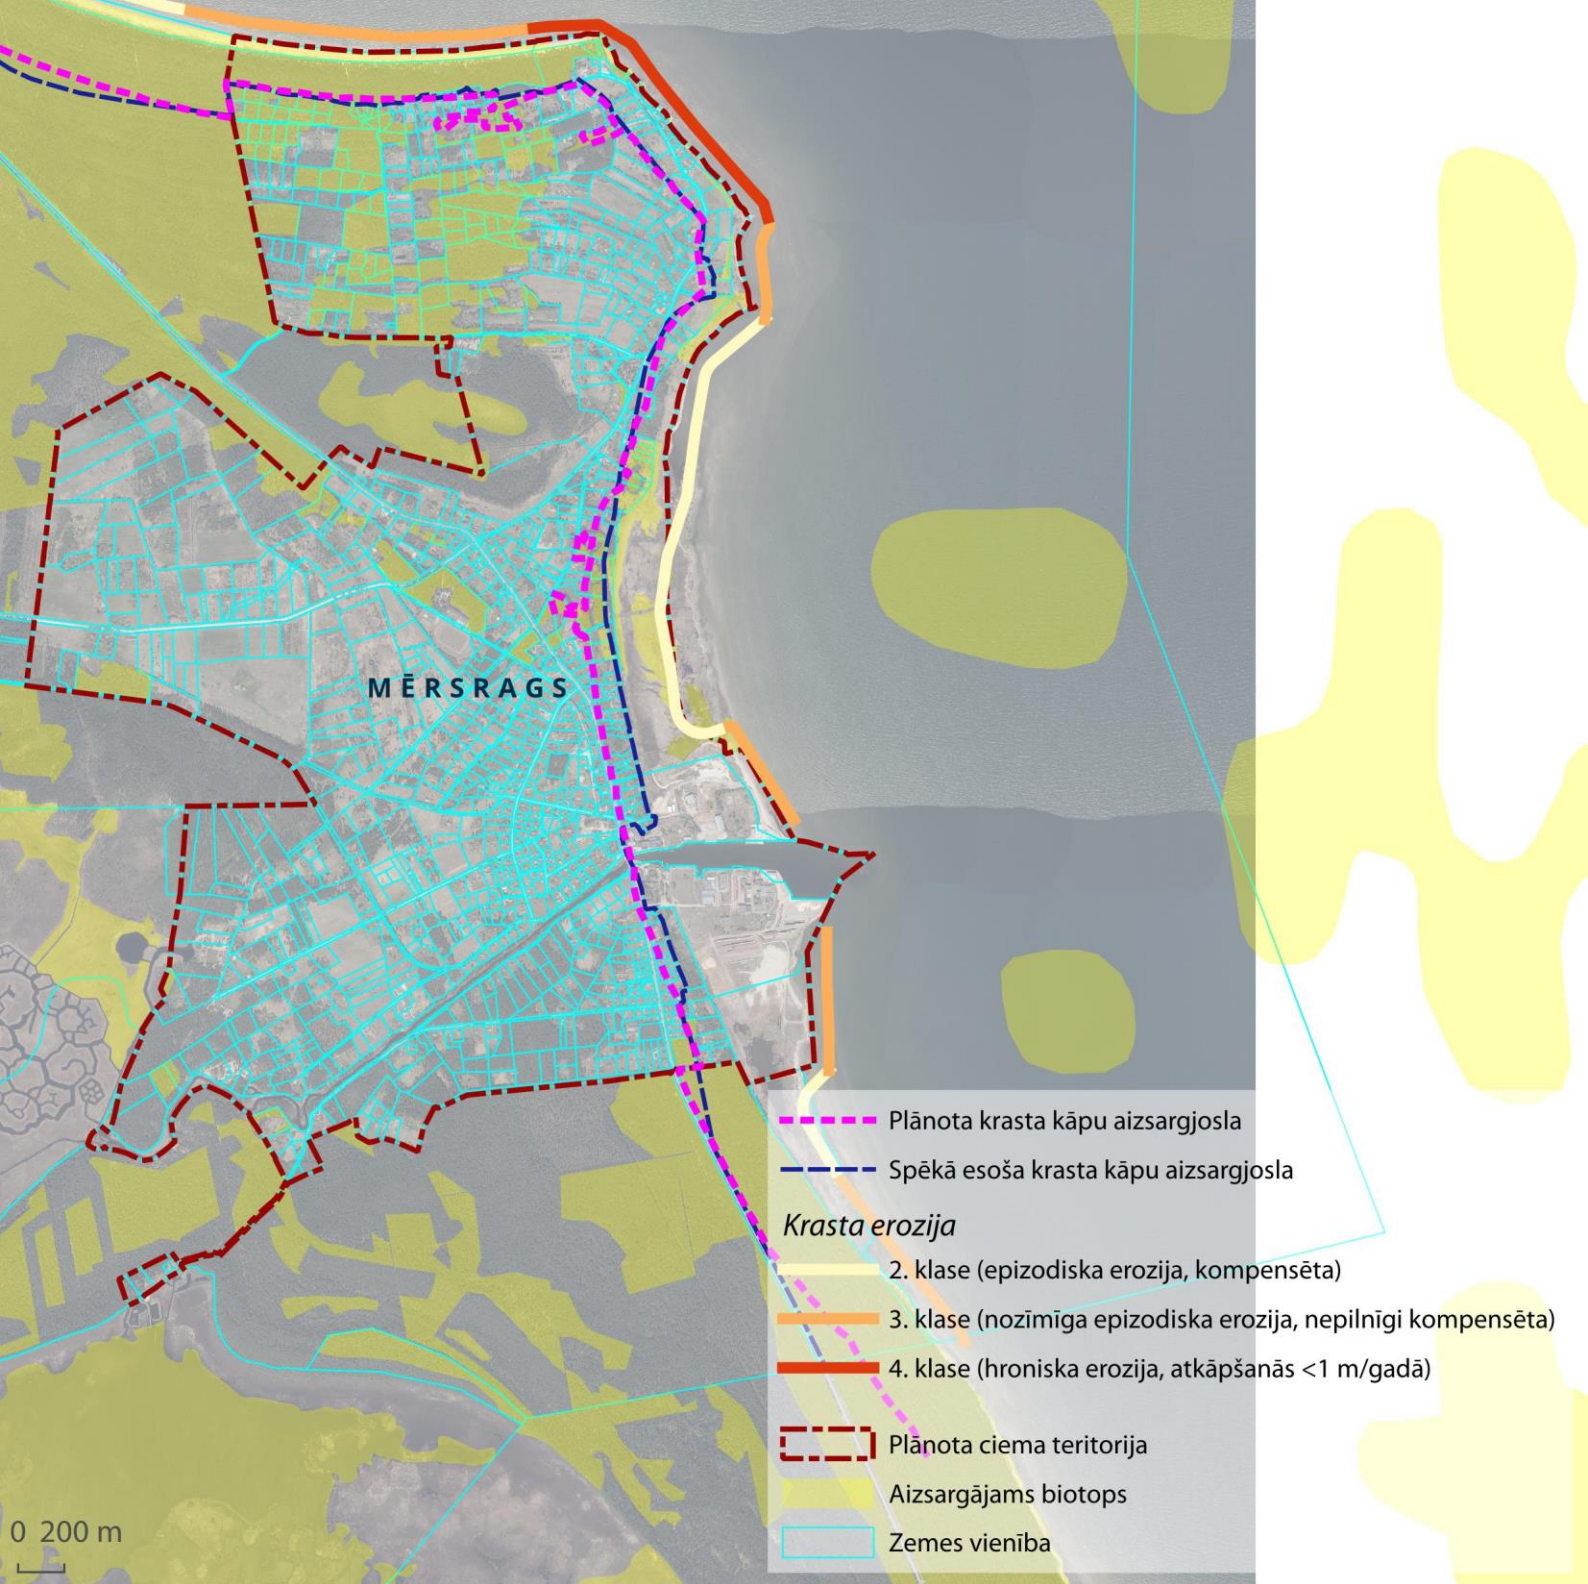 MĒRSRAGS
Plānota krasta kāpu aizsargjosla
Spēkā esoša krasta kāpu aizsargjosla
Krasta erozija
2. klase (epizodiska erozija, kompensēta)
3. klase (nozīmīga epizodiska erozija, nepilnīgi kompensēta)
4. klase (hroniska erozija, atkāpšanās <1 m/gadā)
Plānota ciema teritorija
Aizsargājams biotops
Zemes vienība
0 200 m